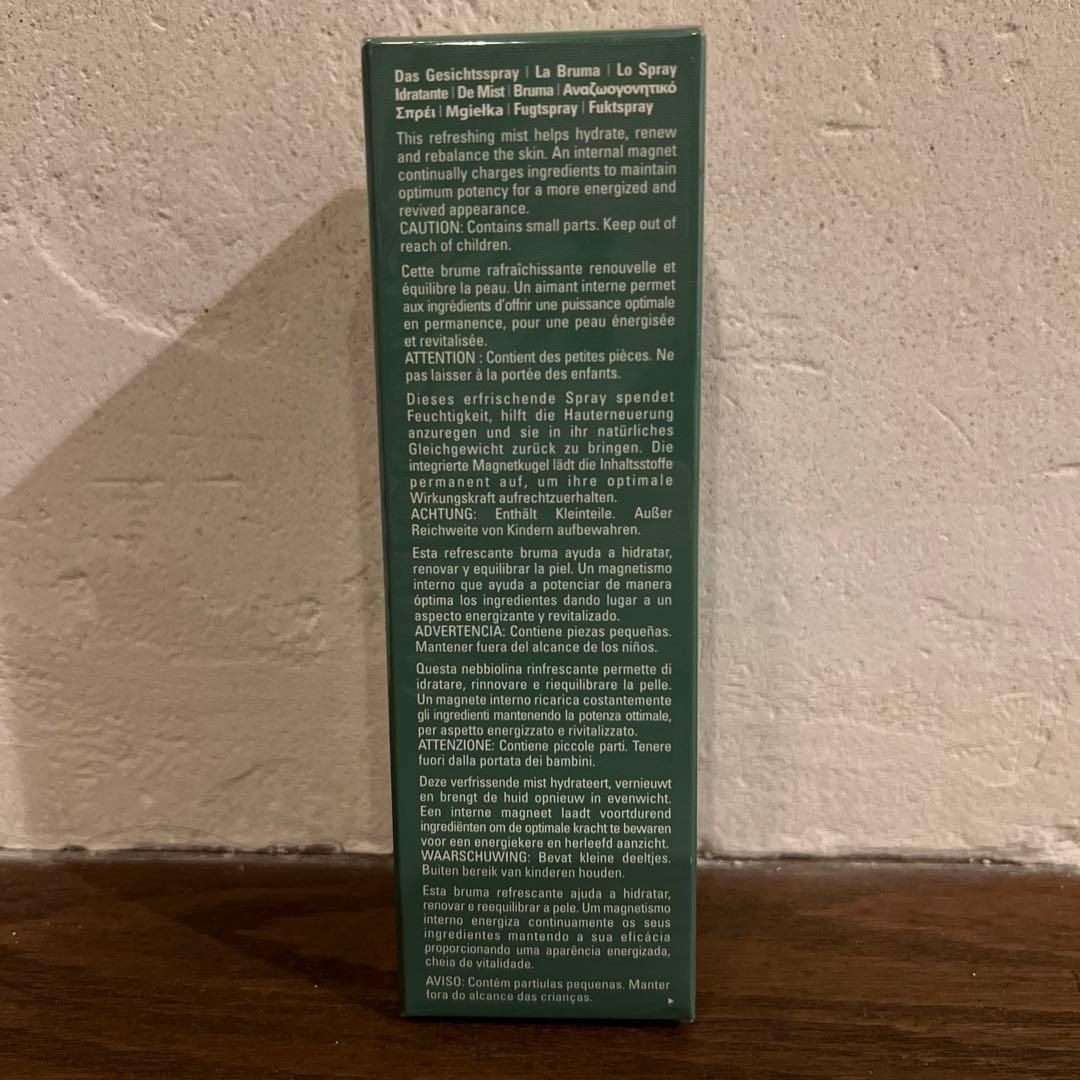 Das Gesichtsspray | La Bruma | Lo Spray
Idratante | De Mist | Bruma | Αναζωογονητικό
Σπρέι | Mgiełka | Fugtspray | Fuktspray
This refreshing mist helps hydrate, renew
and rebalance the skin. An internal magnet
continually charges ingredients to maintain
optimum potency for a more energized and
revived appearance.
CAUTION: Contains small parts. Keep out of
reach of children.
Cette brume rafraîchissante renouvelle et
équilibre la peau. Un aimant interne permet
aux ingrédients d'offrir une puissance optimale
en permanence, pour une peau énergisée
et revitalisée.
ATTENTION : Contient des petites pièces. Ne
pas laisser à la portée des enfants.
Dieses erfrischende Spray spendet
Feuchtigkeit, hilft die Hauterneuerung
anzuregen und sie in ihr natürliches
Gleichgewicht zurück zu bringen. Die
integrierte Magnetkugel lädt die Inhaltsstoffe
permanent auf, um ihre optimale
Wirkungskraft aufrechtzuerhalten.
ACHTUNG: Enthält Kleinteile. Außer
Reichweite von Kindern aufbewahren.
Esta refrescante bruma ayuda a hidratar,
renovar y equilibrar la piel. Un magnetismo
interno que ayuda a potenciar de manera
óptima los ingredientes dando lugar a un
aspecto energizante y revitalizado.
ADVERTENCIA: Contiene piezas pequeñas.
Mantener fuera del alcance de los niños.
Questa nebbiolina rinfrescante permette di
idratare, rinnovare e riequilibrare la pelle.
Un magnete interno ricarica costantemente
gli ingredienti mantenendo la potenza ottimale,
per aspetto energizzato e rivitalizzato.
ATTENZIONE: Contiene piccole parti. Tenere
fuori dalla portata dei bambini.
Deze verfrissende mist hydrateert, vernieuwt
en brengt de huid opnieuw in evenwicht.
Een interne magneet laadt voortdurend
ingrediënten om de optimale kracht te bewaren
voor een energiekere en herleefd aanzicht.
WAARSCHUWING: Bevat kleine deeltjes.
Buiten bereik van kinderen houden.
Esta bruma refrescante ajuda a hidratar,
renovar e reequilibrar a pele. Um magnetismo
interno energiza continuamente os seus
ingredientes mantendo a sua eficácia
proporcionando uma aparência energizada,
cheia de vitalidade.
AVISO: Contém partiulas pequenas. Manter
fora do alcance das crianças.